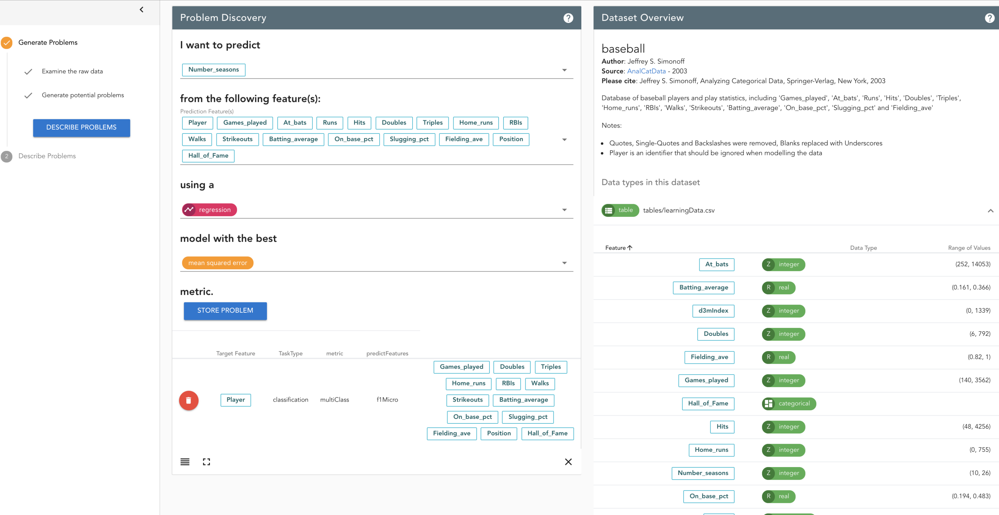 Generate Problems
Examine the raw data
Generate potential problems
DESCRIBE PROBLEMS
2 Describe Problems
Problem Discovery ?
I want to predict
Number_seasons
from the following feature(s):
Prediction Feature(s)
Player Games_played At_bats Runs Hits Doubles Triples Home_runs RBIs
Walks Strikeouts Batting_average On_base_pct Slugging_pct Fielding_ave Position
Hall_of_Fame
using a
regression
model with the best
mean squared error
metric.
STORE PROBLEM
Target Feature TaskType metric predictFeatures
Games_played Doubles Triples
Home_runs RBIs Walks
Player classification multiClass f1Micro Strikeouts Batting_average
On_base_pct Slugging_pct
Fielding_ave Position Hall_of_Fame
Dataset Overview ?
baseball
Author: Jeffrey S. Simonoff
Source: AnalCatData - 2003
Please cite: Jeffrey S. Simonoff, Analyzing Categorical Data, Springer-Verlag, New York, 2003
Database of baseball players and play statistics, including 'Games_played', 'At_bats', 'Runs', 'Hits', 'Doubles', 'Triples',
'Home_runs', 'RBIs', 'Walks', 'Strikeouts', 'Batting_average', 'On_base_pct', 'Slugging_pct' and 'Fielding_ave'
Notes:
• Quotes, Single-Quotes and Backslashes were removed, Blanks replaced with Underscores
• Player is an identifier that should be ignored when modelling the data
Data types in this dataset
table tables/learningData.csv
Feature Data Type Range of Values
At_bats Z integer (252, 14053)
Batting_average R real (0.161, 0.366)
d3mIndex Z integer (0, 1339)
Doubles Z integer (6, 792)
Fielding_ave R real (0.82, 1)
Games_played Z integer (140, 3562)
Hall_of_Fame categorical
Hits Z integer (48, 4256)
Home_runs Z integer (0, 755)
Number_seasons Z integer (10, 26)
On_base_pct R real (0.194, 0.483)